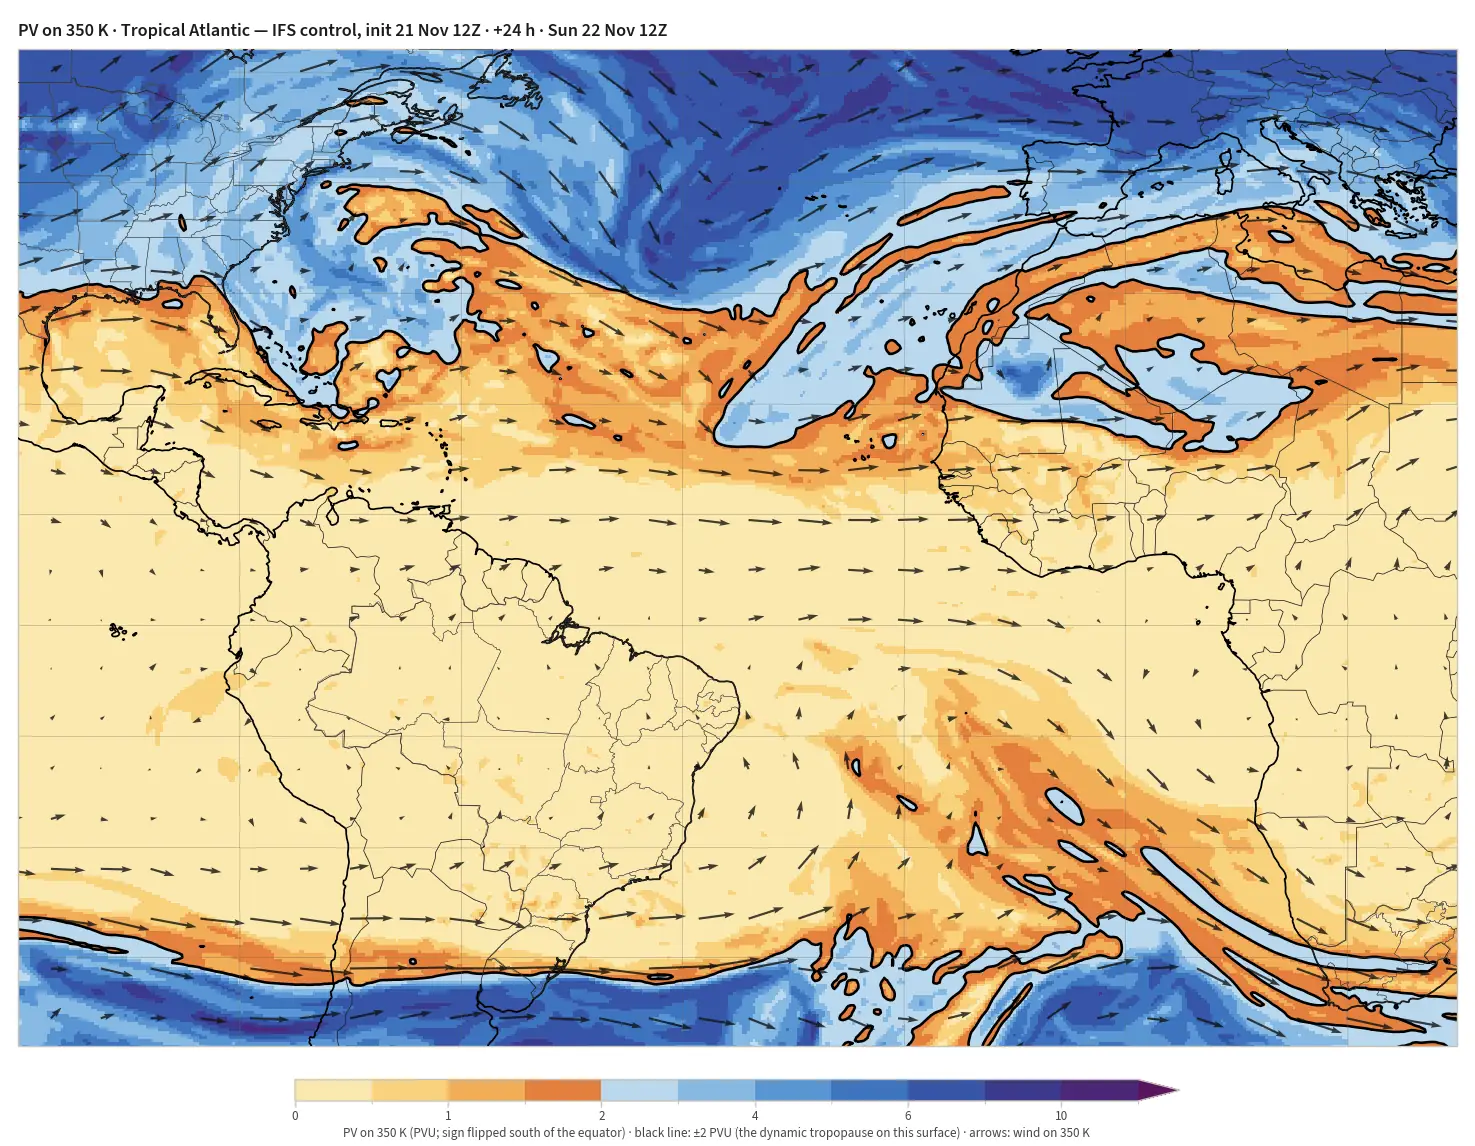 PV on 350 K · Tropical Atlantic — IFS control, init 21 Nov 12Z · +24 h · Sun 22 Nov 12Z
0 1 2 4 6 10
PV on 350 K (PVU; sign flipped south of the equator) · black line: ±2 PVU (the dynamic tropopause on this surface) · arrows: wind on 350 K